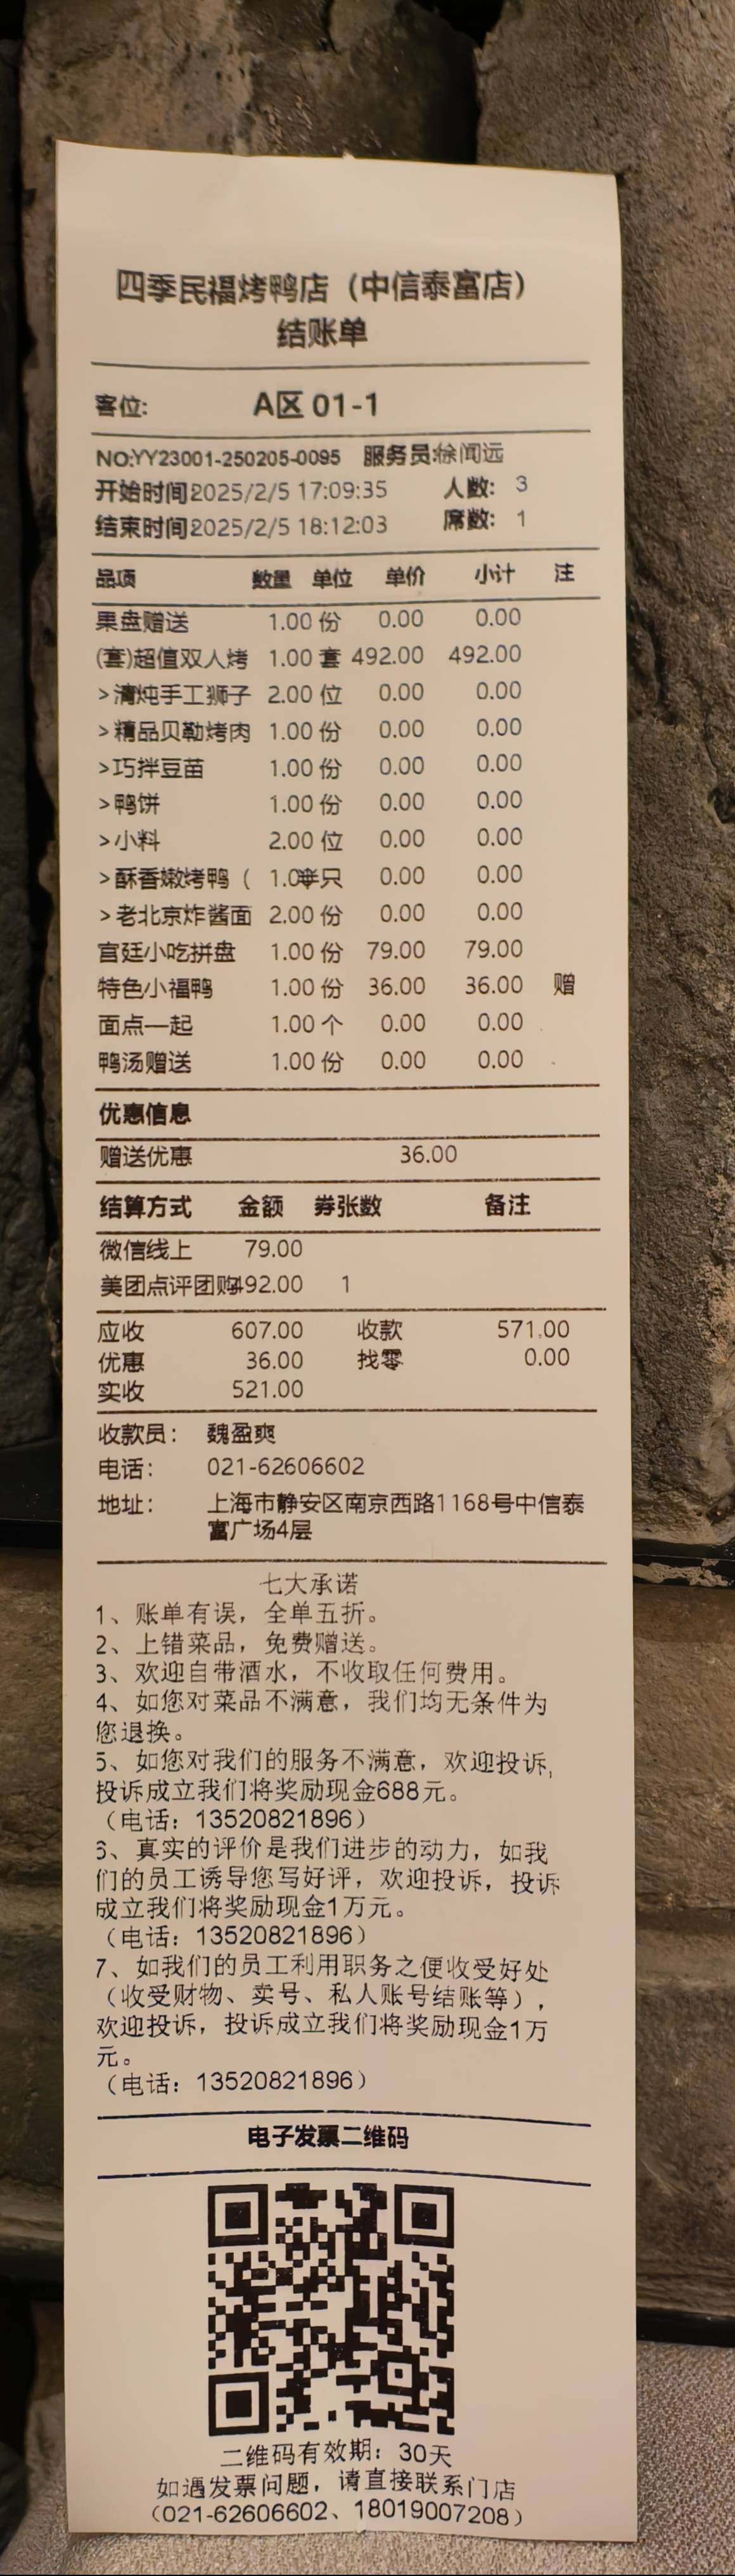 四季民福烤鸭店（中信泰富店）
结账单
客位: A区 01-1
NO:YY23001-250205-0095 服务员:徐闻远
开始时间2025/2/5 17:09:35 人数: 3
结束时间2025/2/5 18:12:03 席数: 1
品项 数量 单位 单价 小计 注
果盘赠送 1.00 份 0.00 0.00
(套)超值双人烤 1.00 套 492.00 492.00
>清炖手工狮子 2.00 位 0.00 0.00
>精品贝勒烤肉 1.00 份 0.00 0.00
>巧拌豆苗 1.00 份 0.00 0.00
>鸭饼 1.00 份 0.00 0.00
>小料 2.00 位 0.00 0.00
>酥香嫩烤鸭（ 1.0半只 0.00 0.00
>老北京炸酱面 2.00 份 0.00 0.00
宫廷小吃拼盘 1.00 份 79.00 79.00
特色小福鸭 1.00 份 36.00 36.00 赠
面点一起 1.00 个 0.00 0.00
鸭汤赠送 1.00 份 0.00 0.00
优惠信息
赠送优惠 36.00
结算方式 金额 券张数 备注
微信线上 79.00
美团点评团购492.00 1
应收 607.00 收款 571.00
优惠 36.00 找零 0.00
实收 521.00
收款员: 魏盈爽
电话: 021-62606602
地址: 上海市静安区南京西路1168号中信泰
富广场4层
七大承诺
1、账单有误，全单五折。
2、上错菜品，免费赠送。
3、欢迎自带酒水，不收取任何费用。
4、如您对菜品不满意，我们均无条件为
您退换。
5、如您对我们的服务不满意，欢迎投诉，
投诉成立我们将奖励现金688元。
（电话：13520821896）
6、真实的评价是我们进步的动力，如我
们的员工诱导您写好评，欢迎投诉，投诉
成立我们将奖励现金1万元。
（电话：13520821896）
7、如我们的员工利用职务之便收受好处
（收受财物、卖号、私人账号结账等），
欢迎投诉，投诉成立我们将奖励现金1万
元。
（电话：13520821896）
电子发票二维码
二维码有效期：30天
如遇发票问题，请直接联系门店
（021-62606602、18019007208）